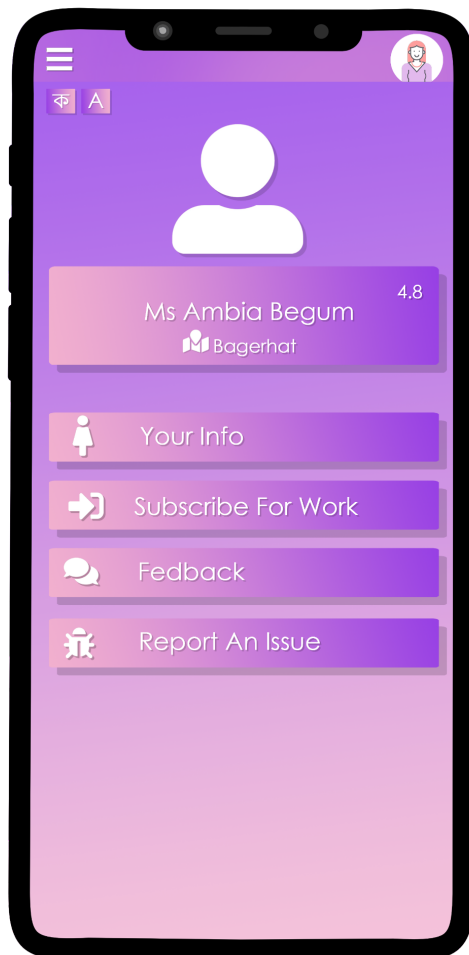 ক A
4.8
Ms Ambia Begum
Bagerhat
Your Info
Subscribe For Work
Fedback
Report An Issue